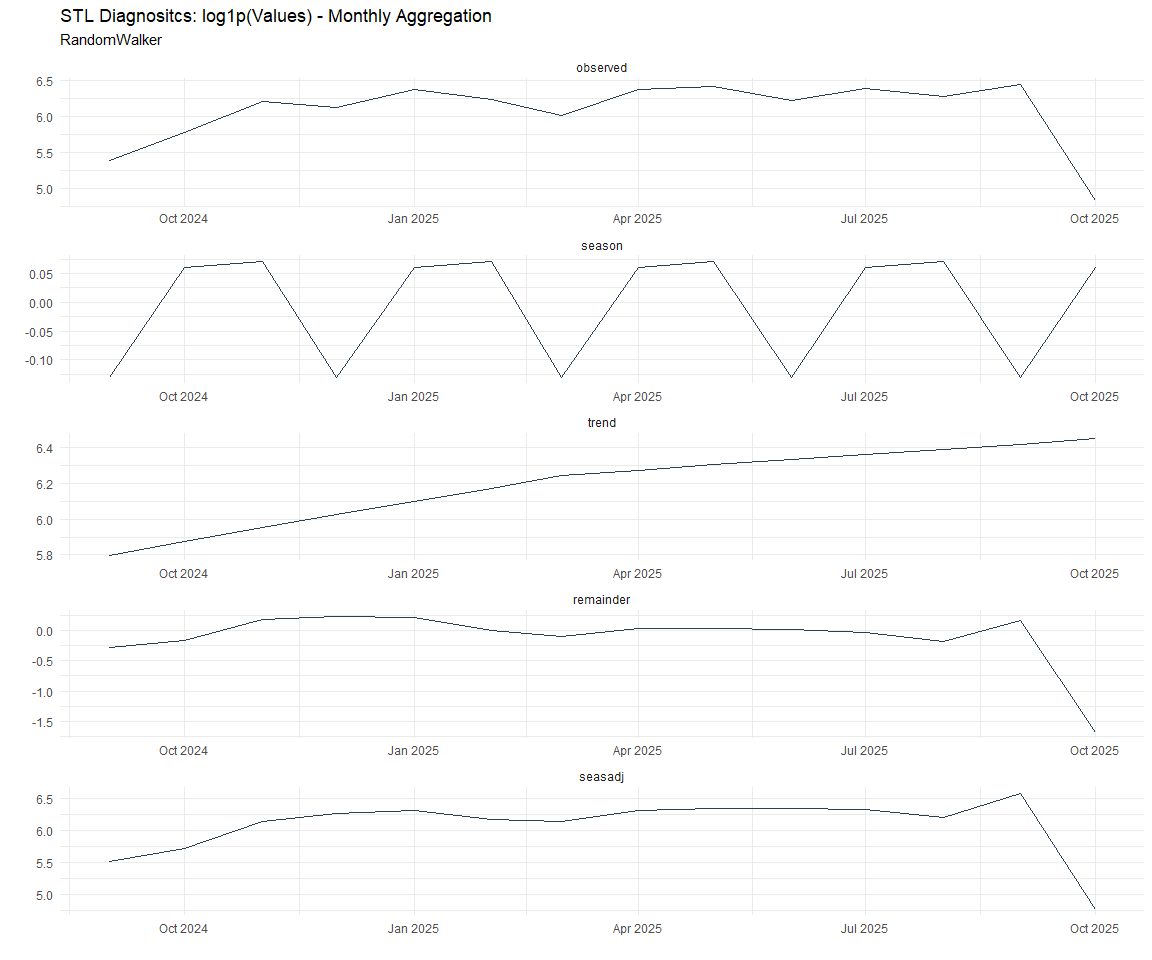 STL Diagnositcs: log1p(Values) - Monthly Aggregation
RandomWalker
observed
6.5
6.0
5.5
5.0
Oct 2024 Jan 2025 Apr 2025 Jul 2025 Oct 2025
season
0.05
0.00
-0.05
-0.10
Oct 2024 Jan 2025 Apr 2025 Jul 2025 Oct 2025
trend
6.4
6.2
6.0
5.8
Oct 2024 Jan 2025 Apr 2025 Jul 2025 Oct 2025
remainder
0.0
-0.5
-1.0
-1.5
Oct 2024 Jan 2025 Apr 2025 Jul 2025 Oct 2025
seasadj
6.5
6.0
5.5
5.0
Oct 2024 Jan 2025 Apr 2025 Jul 2025 Oct 2025